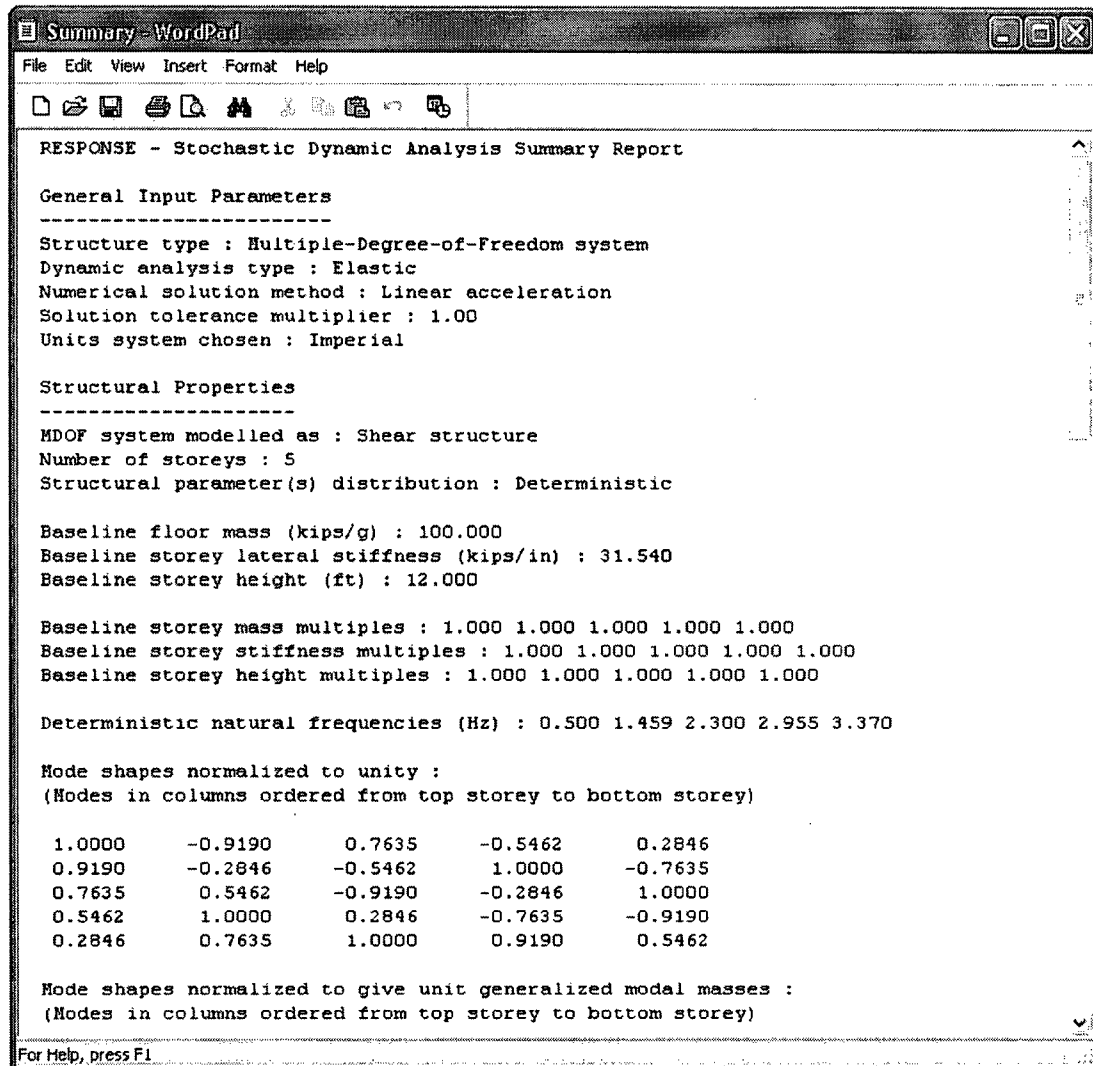 Summary - WordPad
File Edit View Insert Format Help
RESPONSE - Stochastic Dynamic Analysis Summary Report
General Input Parameters
------------------------
Structure type : Multiple-Degree-of-Freedom system
Dynamic analysis type : Elastic
Numerical solution method : Linear acceleration
Solution tolerance multiplier : 1.00
Units system chosen : Imperial
Structural Properties
---------------------
MDOF system modelled as : Shear structure
Number of storeys : 5
Structural parameter(s) distribution : Deterministic
Baseline floor mass (kips/g) : 100.000
Baseline storey lateral stiffness (kips/in) : 31.540
Baseline storey height (ft) : 12.000
Baseline storey mass multiples : 1.000 1.000 1.000 1.000 1.000
Baseline storey stiffness multiples : 1.000 1.000 1.000 1.000 1.000
Baseline storey height multiples : 1.000 1.000 1.000 1.000 1.000
Deterministic natural frequencies (Hz) : 0.500 1.459 2.300 2.955 3.370
Mode shapes normalized to unity :
(Modes in columns ordered from top storey to bottom storey)
1.0000 -0.9190 0.7635 -0.5462 0.2846
0.9190 -0.2846 -0.5462 1.0000 -0.7635
0.7635 0.5462 -0.9190 -0.2846 1.0000
0.5462 1.0000 0.2846 -0.7635 -0.9190
0.2846 0.7635 1.0000 0.9190 0.5462
Mode shapes normalized to give unit generalized modal masses :
(Modes in columns ordered from top storey to bottom storey)
For Help, press F1